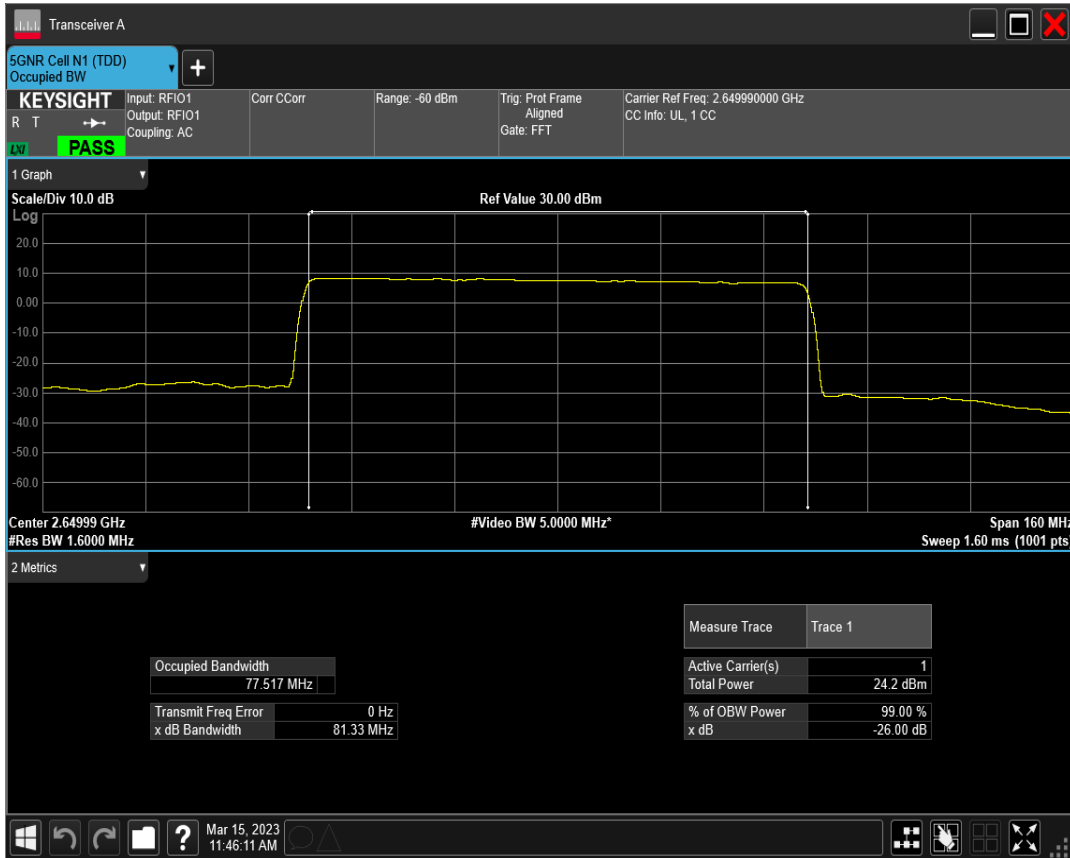 Transceiver A
5GNR Cell N1 (TDD)
Occupied BW
+
KEYSIGHT
R T
LXI
PASS
Input: RFIO1
Output: RFIO1
Coupling: AC
Corr CCorr
Range: -60 dBm
Trig: Prot Frame
Aligned
Gate: FFT
Carrier Ref Freq: 2.649990000 GHz
CC Info: UL, 1 CC
1 Graph
Scale/Div 10.0 dB
Ref Value 30.00 dBm
Log
20.0
10.0
0.00
-10.0
-20.0
-30.0
-40.0
-50.0
-60.0
Center 2.64999 GHz
#Video BW 5.0000 MHz*
Span 160 MHz
#Res BW 1.6000 MHz
Sweep 1.60 ms (1001 pts)
2 Metrics
Measure Trace Trace 1
Occupied Bandwidth
77.517 MHz
Active Carrier(s) 1
Total Power 24.2 dBm
Transmit Freq Error 0 Hz
x dB Bandwidth 81.33 MHz
% of OBW Power 99.00 %
x dB -26.00 dB
?
Mar 15, 2023
11:46:11 AM